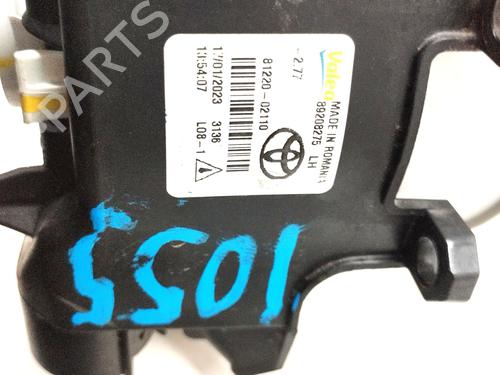 -2.77
Valeo
MADE IN ROMANIA
89208275 LH
81220-02110
17/01/2023 3136
13:54:07 L08-1
1055
PARTS